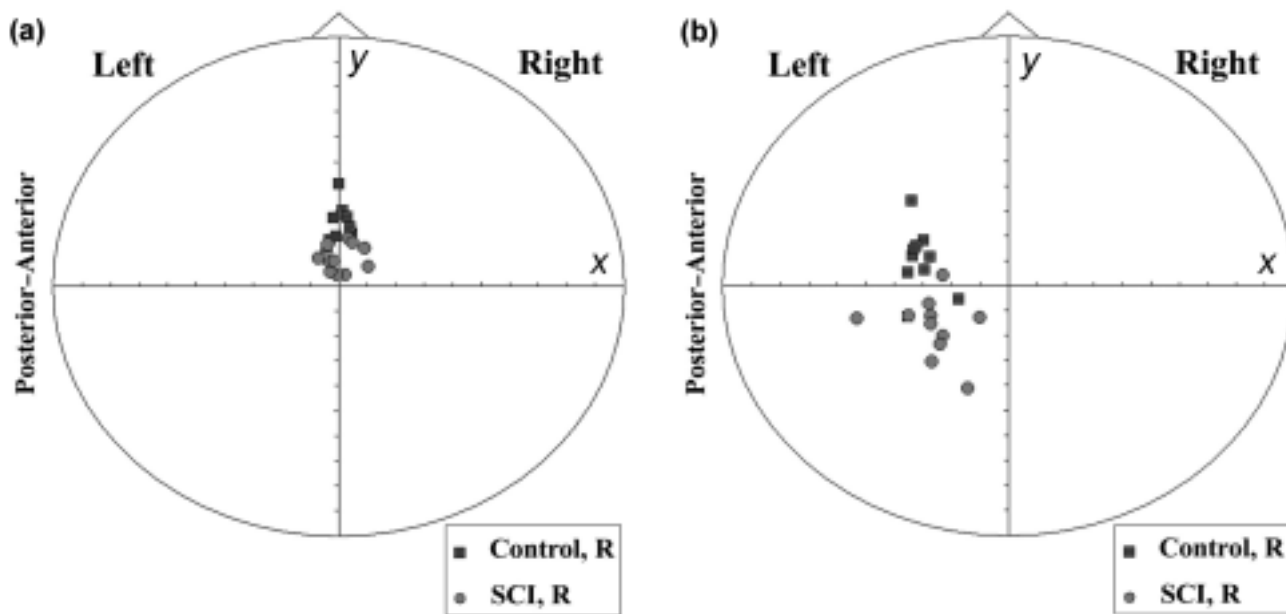 (a)
Left
Right
y
x
Posterior-Anterior
Control, R
SCI, R
(b)
Left
Right
y
x
Posterior-Anterior
Control, R
SCI, R